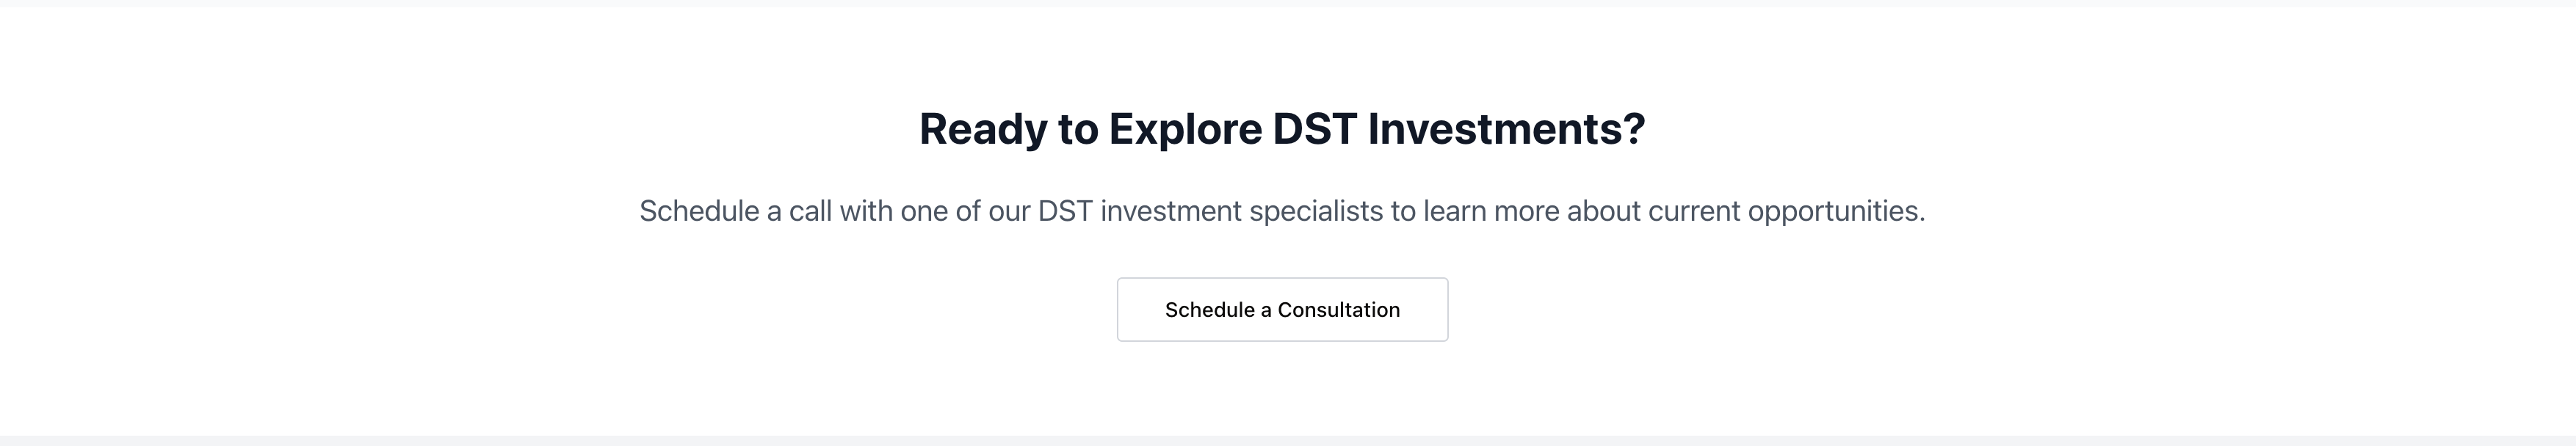 Ready to Explore DST Investments?
Schedule a call with one of our DST investment specialists to learn more about current opportunities.
Schedule a Consultation